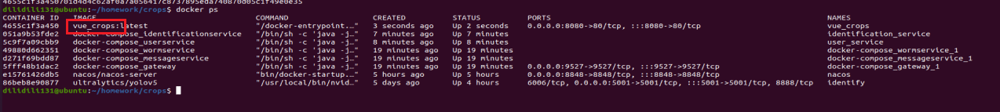 4655c1f3a450701d4d4c62af0a7a056417c8737895eda740870d05c1f49e0e35
dilidili131@ubuntu:~/homework/crops$ docker ps
CONTAINER ID IMAGE COMMAND CREATED STATUS PORTS NAMES
4655c1f3a450 vue_crops:latest "/docker-entrypoint.…" 3 seconds ago Up 2 seconds 0.0.0.0:8080->80/tcp, :::8080->80/tcp vue_crops
051a9b53fde2 docker-compose_identificationservice "/bin/sh -c 'java -j…" 7 minutes ago Up 7 minutes identification_service
5c9f7a09cbb9 docker-compose_userservice "/bin/sh -c 'java -j…" 8 minutes ago Up 8 minutes user_service
49880d662351 docker-compose_wormservice "/bin/sh -c 'java -j…" 19 minutes ago Up 19 minutes docker-compose_wormservice_1
d271f69bdd87 docker-compose_messageservice "/bin/sh -c 'java -j…" 19 minutes ago Up 19 minutes docker-compose_messageservice_1
5fff48b1dac2 docker-compose_gateway "/bin/sh -c 'java -j…" 19 minutes ago Up 19 minutes 0.0.0.0:9527->9527/tcp, :::9527->9527/tcp docker-compose_gateway_1
e15761426db5 nacos/nacos-server "bin/docker-startup.…" 5 hours ago Up 5 hours 0.0.0.0:8848->8848/tcp, :::8848->8848/tcp nacos
86beb8e90877 ultralytics/yolov5 "/usr/local/bin/nvid…" 5 days ago Up 4 hours 6006/tcp, 0.0.0.0:5001->5001/tcp, :::5001->5001/tcp, 8888/tcp identify
dilidili131@ubuntu:~/homework/crops$